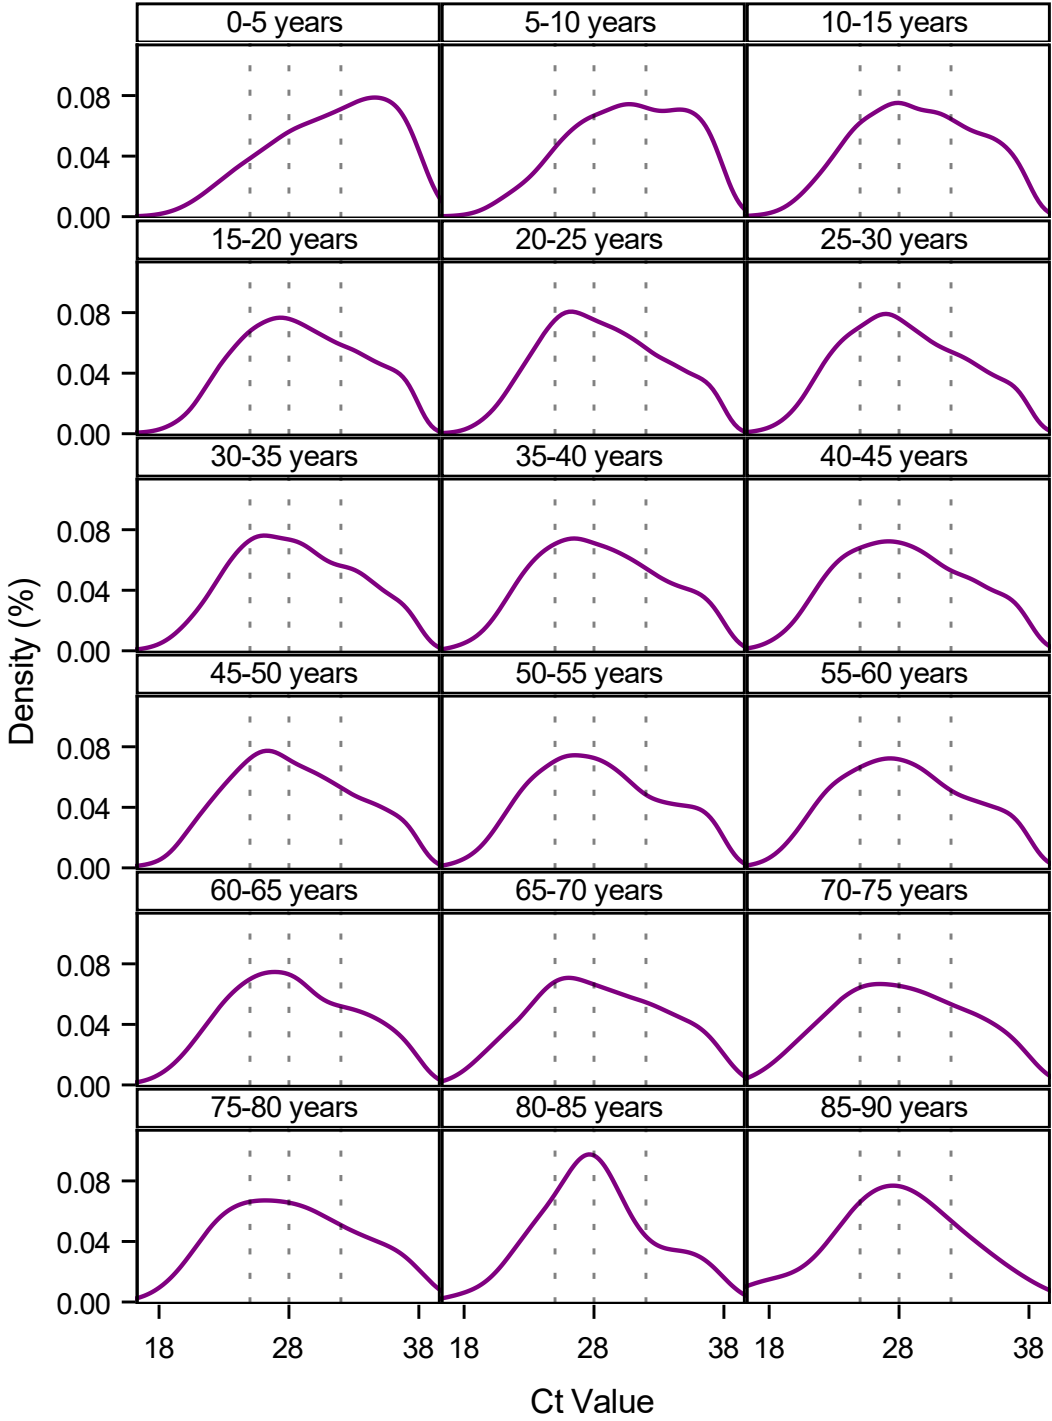 0-5 years 5-10 years 10-15 years
0.08
0.04
0.00
15-20 years 20-25 years 25-30 years
0.08
0.04
0.00
30-35 years 35-40 years 40-45 years
0.08
0.04
0.00
45-50 years 50-55 years 55-60 years
0.08
0.04
0.00
60-65 years 65-70 years 70-75 years
0.08
0.04
0.00
75-80 years 80-85 years 85-90 years
0.08
0.04
0.00
18 28 38 18 28 38 18 28 38
Ct Value
Density (%)